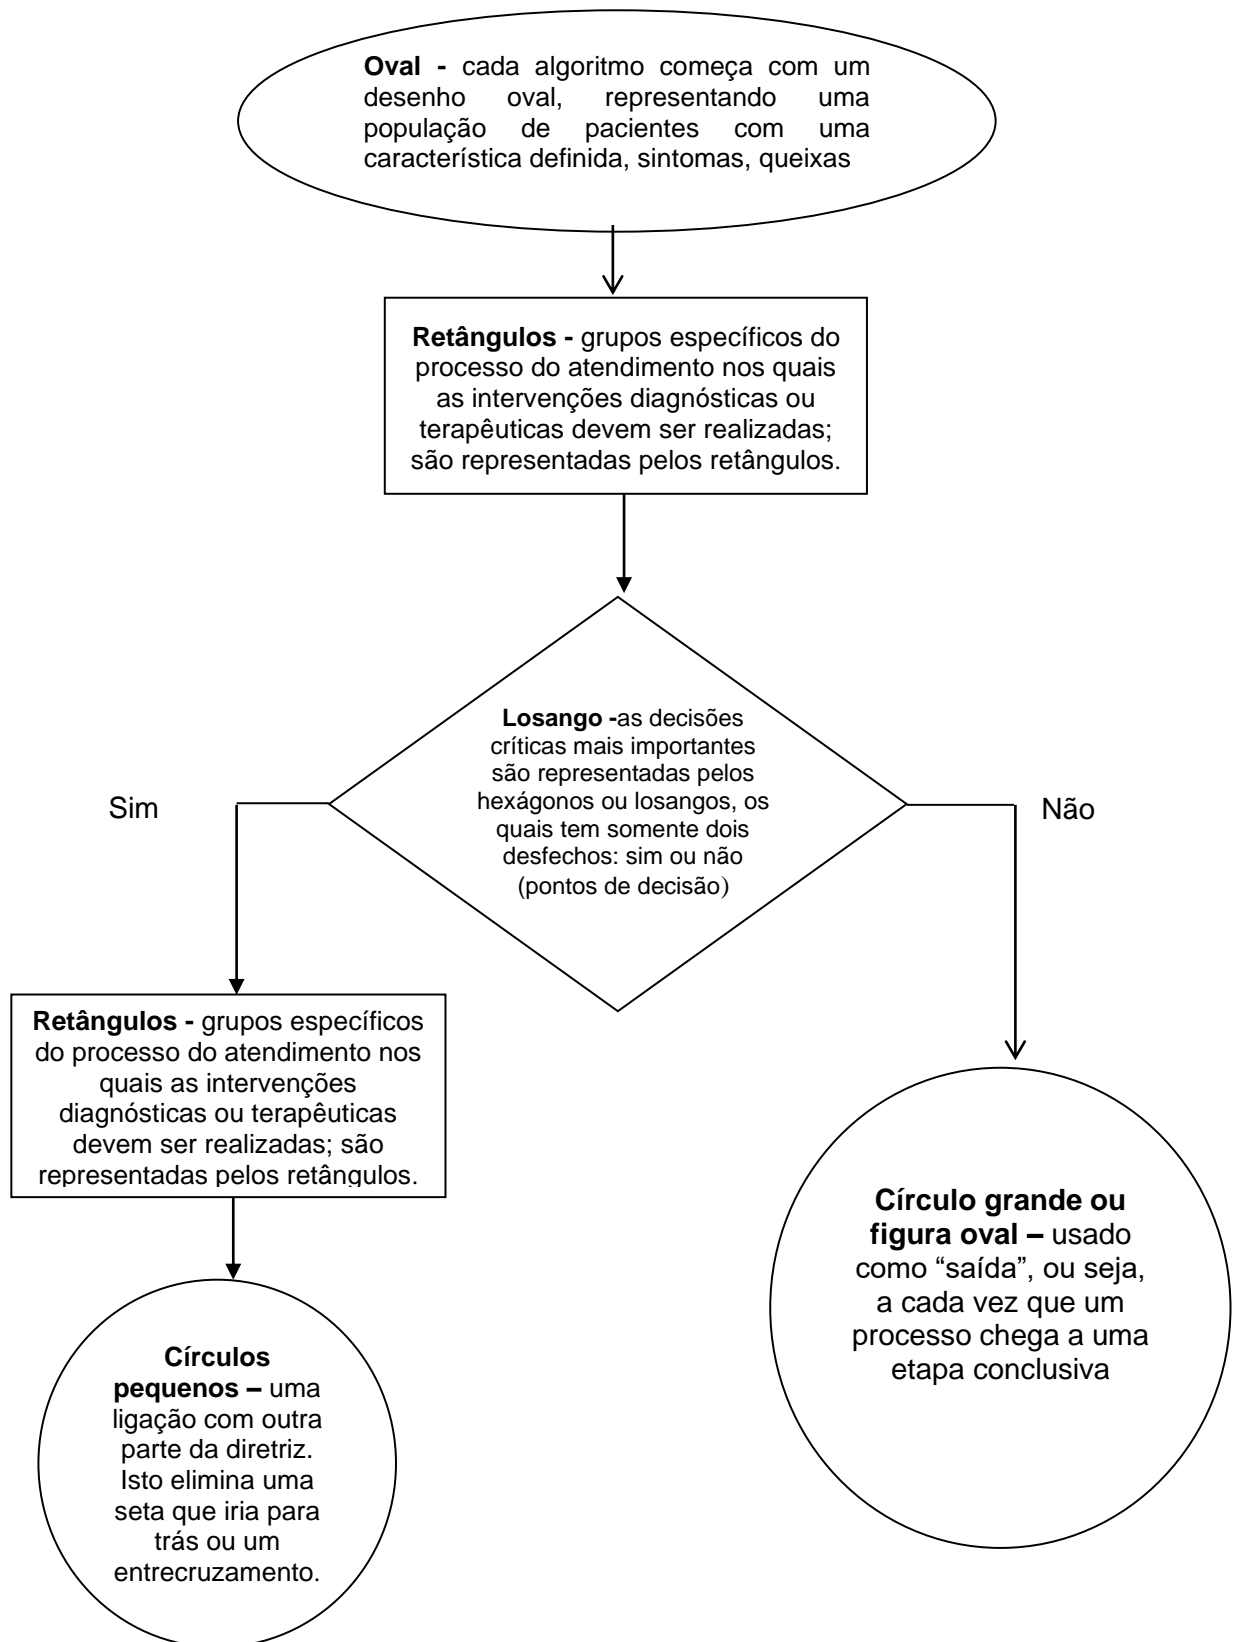 Oval - cada algoritmo começa com um
desenho oval, representando uma
população de pacientes com uma
característica definida, sintomas, queixas
Retângulos - grupos específicos do
processo do atendimento nos quais
as intervenções diagnósticas ou
terapêuticas devem ser realizadas;
são representadas pelos retângulos.
Losango -as decisões
críticas mais importantes
são representadas pelos
hexágonos ou losangos, os
quais tem somente dois
desfechos: sim ou não
(pontos de decisão)
Sim
Não
Retângulos - grupos específicos
do processo do atendimento nos
quais as intervenções
diagnósticas ou terapêuticas
devem ser realizadas; são
representadas pelos retângulos.
Círculo grande ou
figura oval – usado
como “saída”, ou seja,
a cada vez que um
processo chega a uma
etapa conclusiva
Círculos
pequenos – uma
ligação com outra
parte da diretriz.
Isto elimina uma
seta que iria para
trás ou um
entrecruzamento.